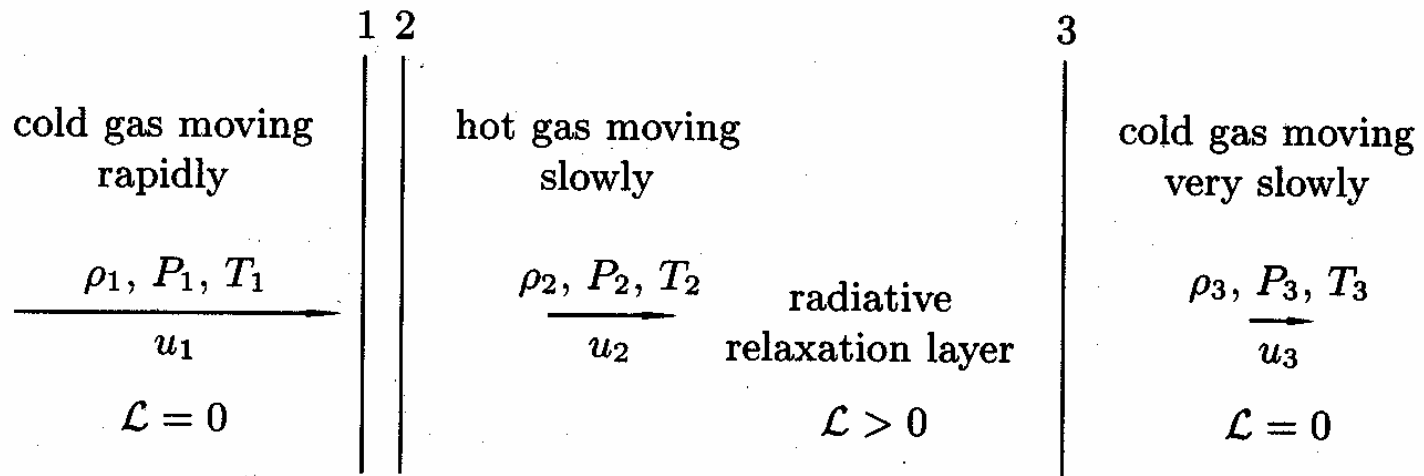 1 2
3
cold gas moving
rapidly
hot gas moving
slowly
cold gas moving
very slowly
ρ₁, P₁, T₁
u₁
ρ₂, P₂, T₂
u₂
radiative
relaxation layer
ρ₃, P₃, T₃
u₃
ℒ = 0
ℒ > 0
ℒ = 0